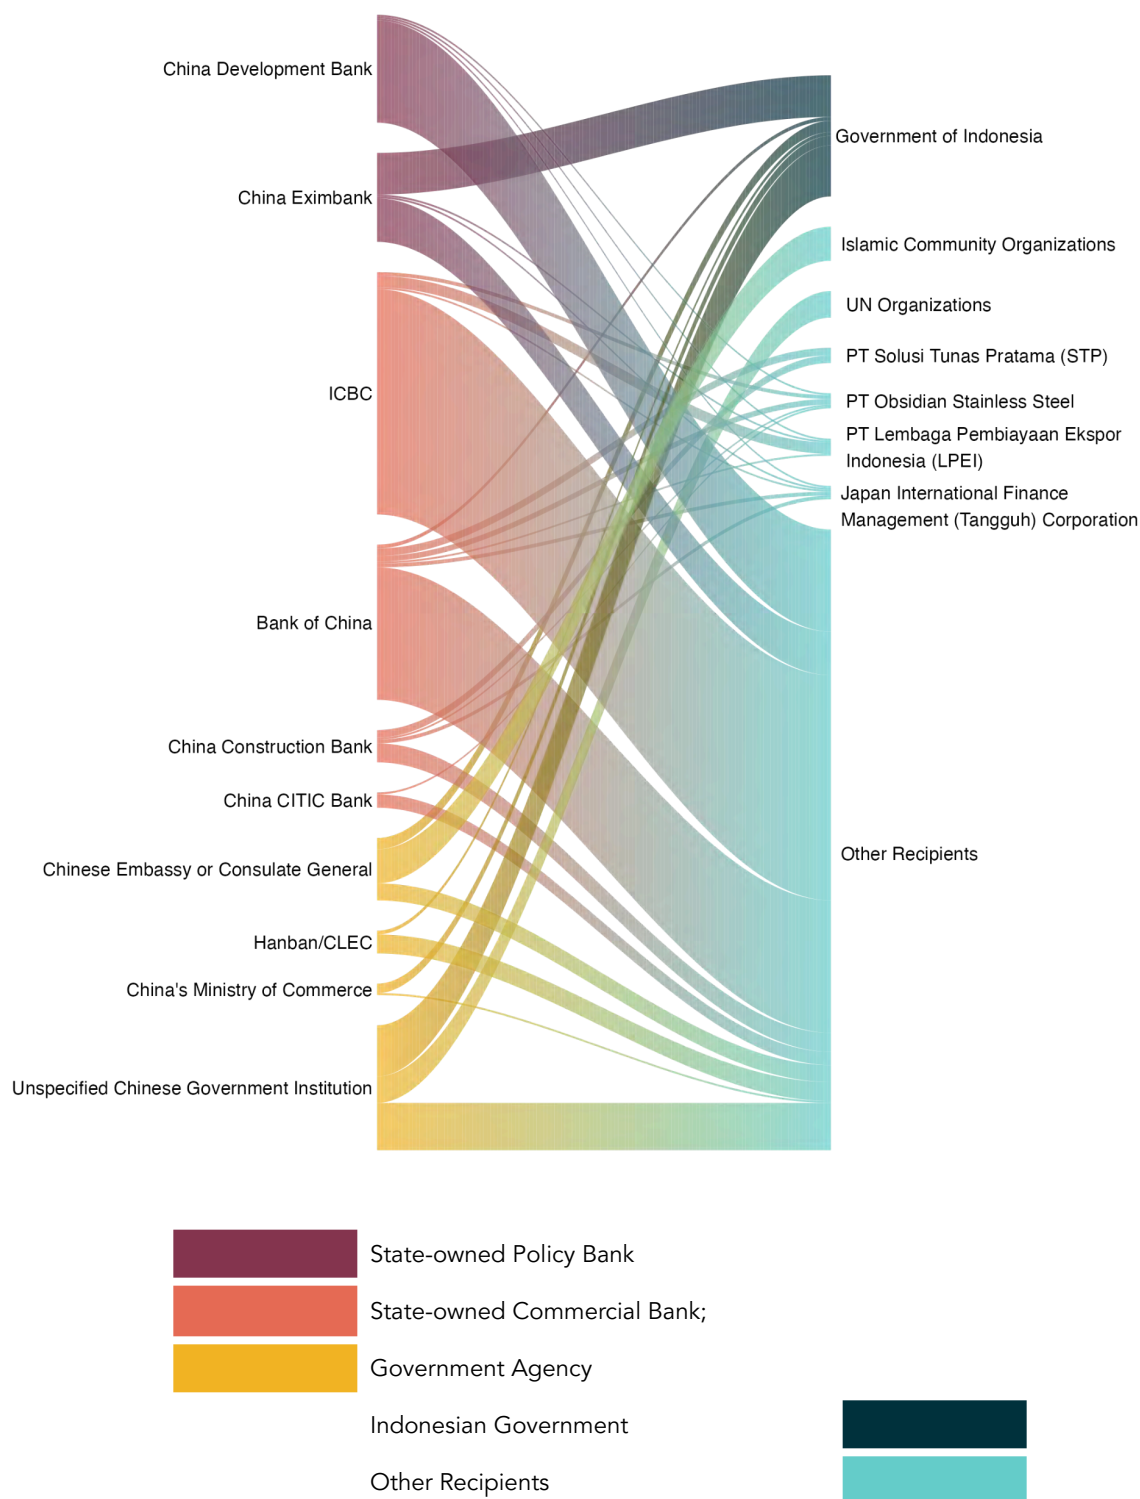 China Development Bank
China Eximbank
ICBC
Bank of China
China Construction Bank
China CITIC Bank
Chinese Embassy or Consulate General
Hanban/CLEC
China's Ministry of Commerce
Unspecified Chinese Government Institution
Government of Indonesia
Islamic Community Organizations
UN Organizations
PT Solusi Tunas Pratama (STP)
PT Obsidian Stainless Steel
PT Lembaga Pembiayaan Ekspor
Indonesia (LPEI)
Japan International Finance
Management (Tangguh) Corporation
Other Recipients
State-owned Policy Bank
State-owned Commercial Bank;
Government Agency
Indonesian Government
Other Recipients